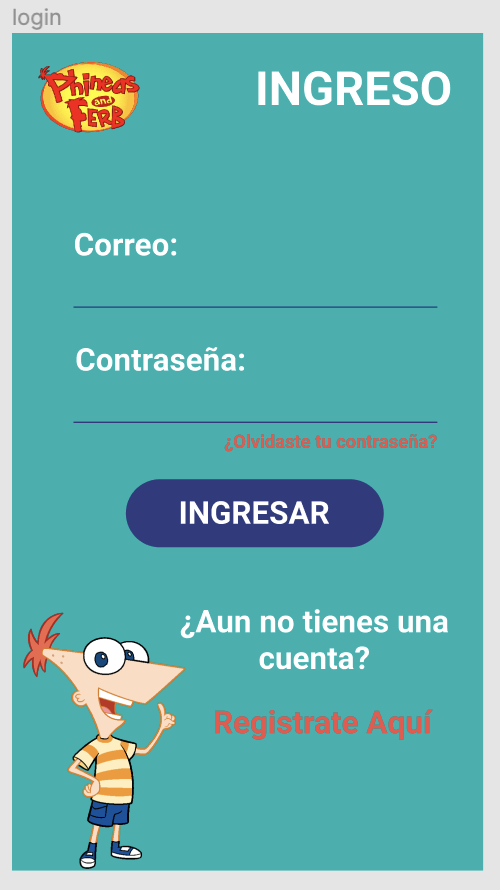 login
Phineas
and
FERB
INGRESO
Correo:
Contraseña:
¿Olvidaste tu contraseña?
INGRESAR
¿Aun no tienes una
cuenta?
Registrate Aquí